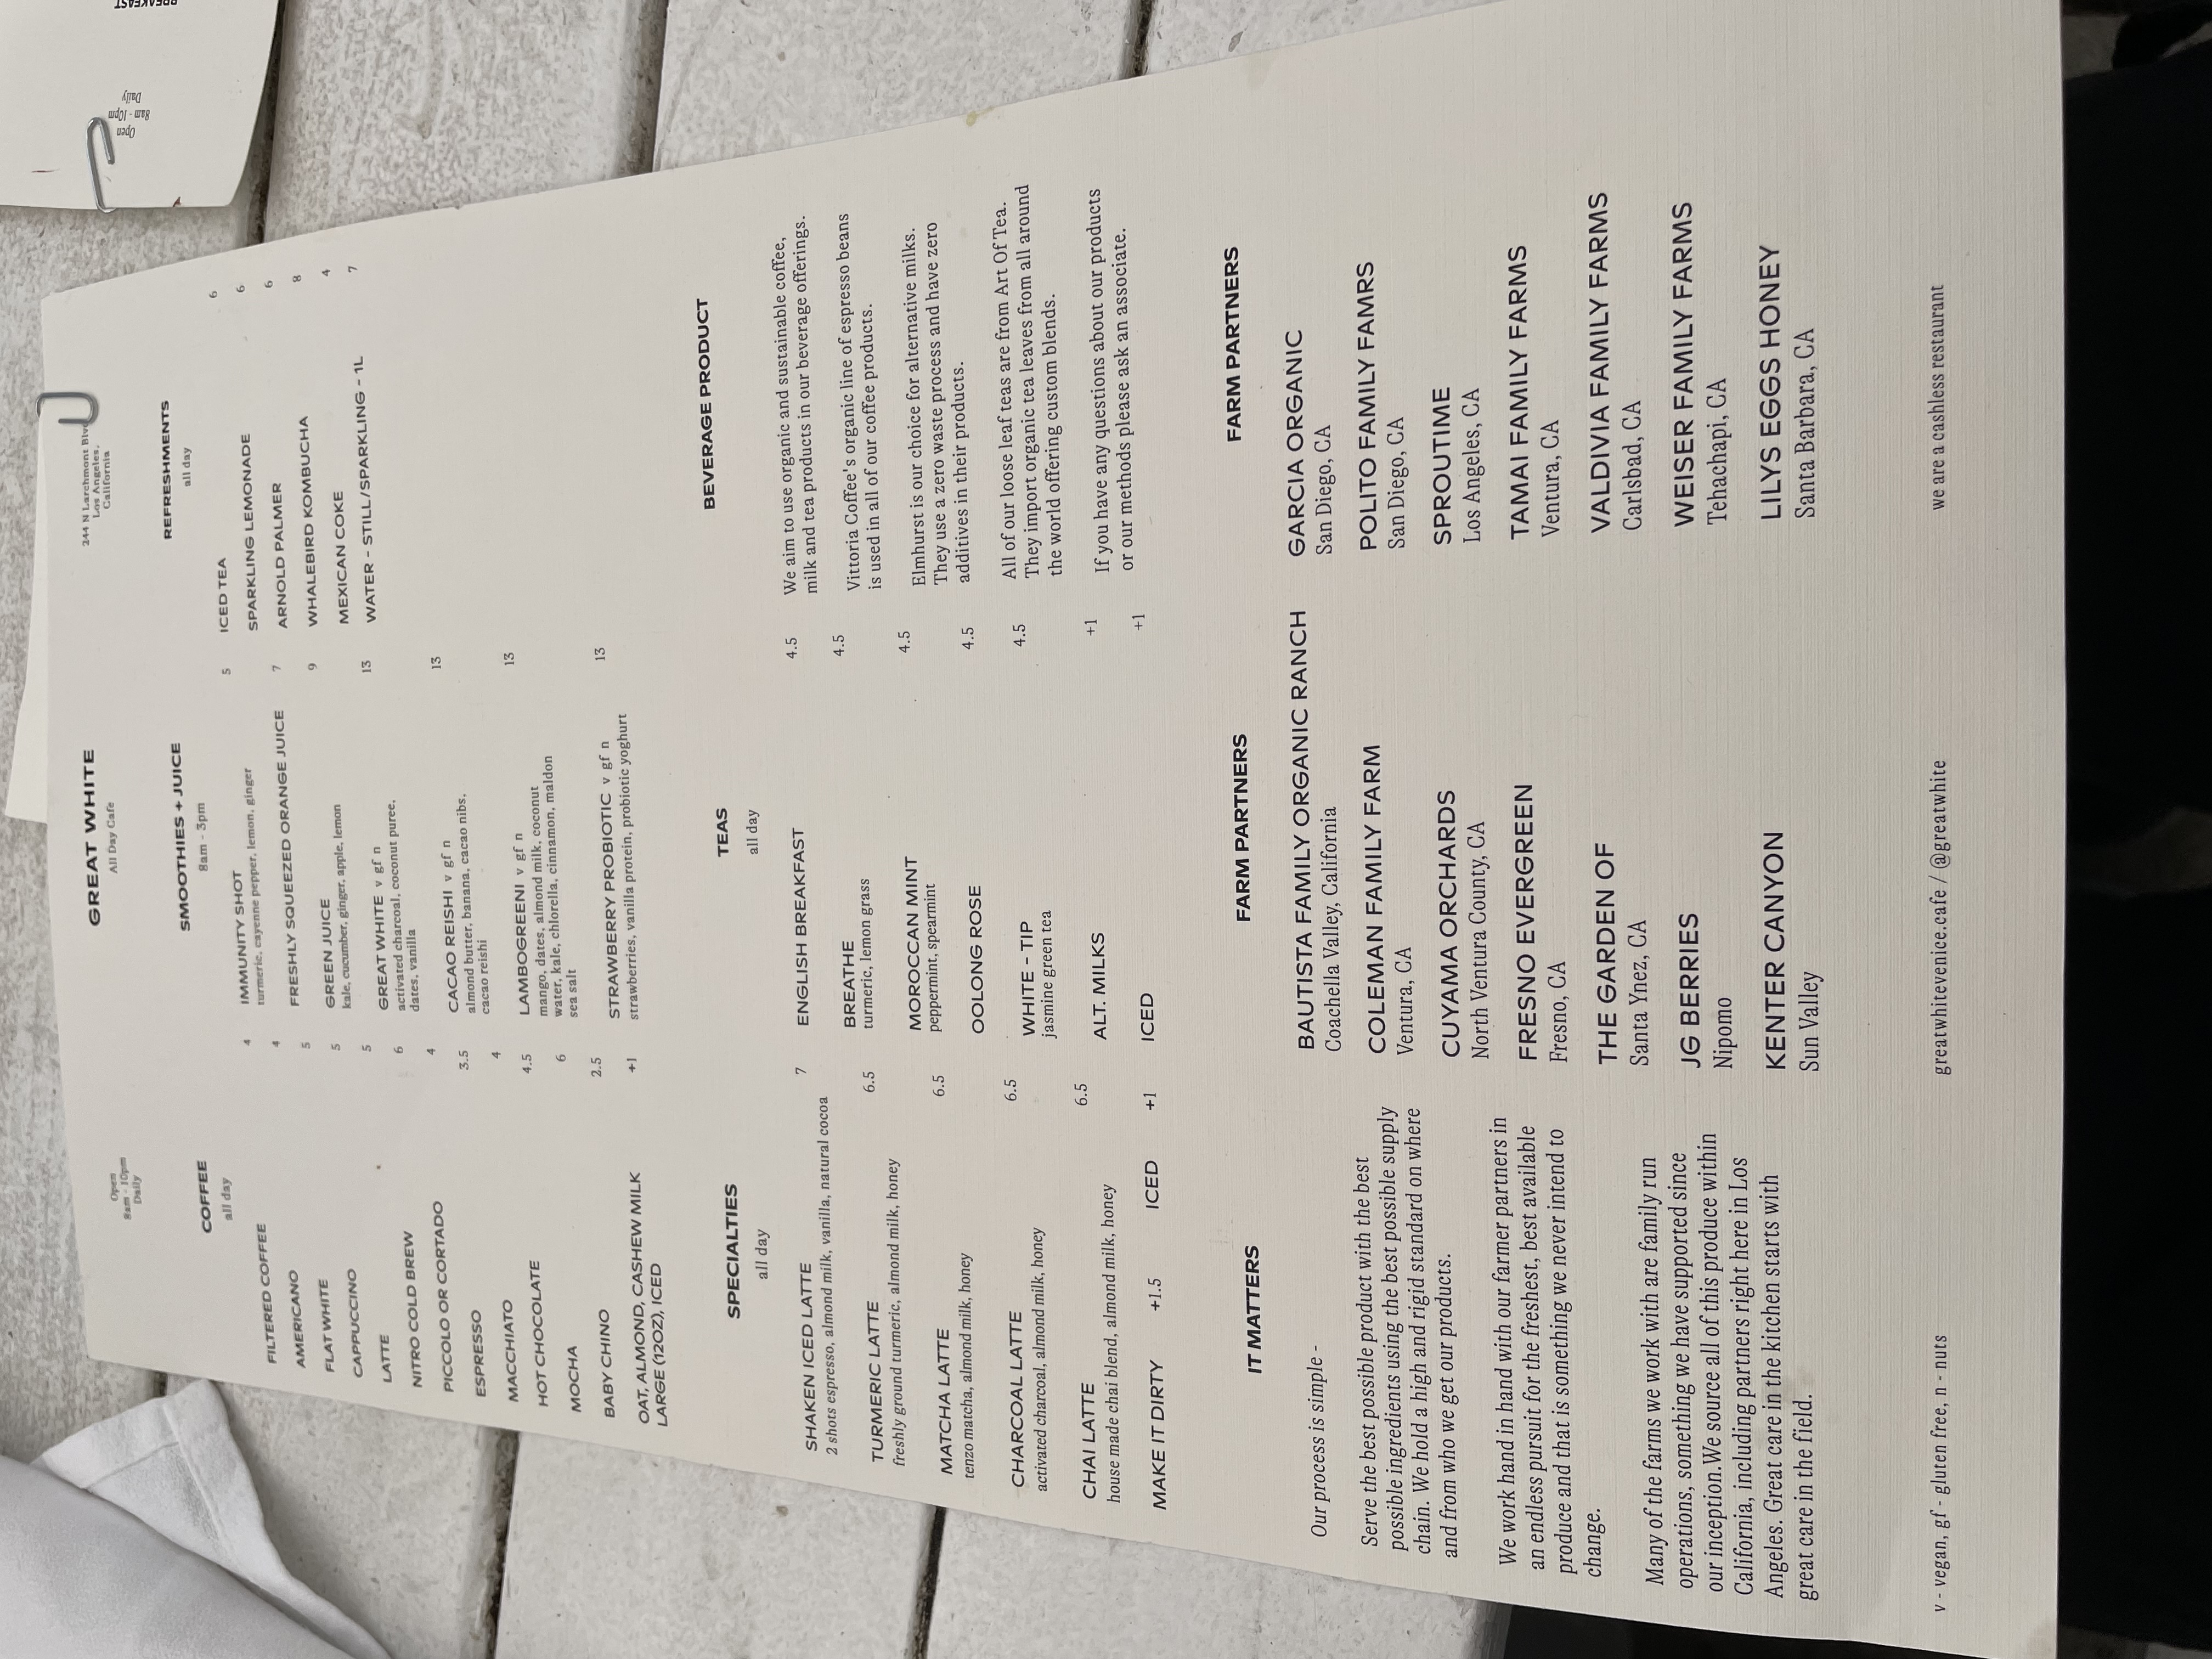 Open
8am - 10pm
Daily
GREAT WHITE
All Day Cafe
244 N Larchmont Blvd
Los Angeles,
California
COFFEE
all day
FILTERED COFFEE 4
AMERICANO 4
FLAT WHITE 5
CAPPUCCINO 5
LATTE 5
NITRO COLD BREW 6
PICCOLO OR CORTADO 4
ESPRESSO 3.5
MACCHIATO 4
HOT CHOCOLATE 4.5
MOCHA 6
BABY CHINO 2.5
OAT, ALMOND, CASHEW MILK +1
LARGE (12OZ), ICED
SMOOTHIES + JUICE
8am - 3pm
IMMUNITY SHOT 5
turmeric, cayenne pepper, lemon, ginger
FRESHLY SQUEEZED ORANGE JUICE 7
GREEN JUICE 9
kale, cucumber, ginger, apple, lemon
GREAT WHITE v gf n 13
activated charcoal, coconut puree,
dates, vanilla
CACAO REISHI v gf n 13
almond butter, banana, cacao nibs,
cacao reishi
LAMBOGREENI v gf n 13
mango, dates, almond milk, coconut
water, kale, chlorella, cinnamon, maldon
sea salt
STRAWBERRY PROBIOTIC v gf n 13
strawberries, vanilla protein, probiotic yoghurt
REFRESHMENTS
all day
ICED TEA 6
SPARKLING LEMONADE 6
ARNOLD PALMER 6
WHALEBIRD KOMBUCHA 8
MEXICAN COKE 4
WATER - STILL/SPARKLING - 1L 7
SPECIALTIES
all day
SHAKEN ICED LATTE 7
2 shots espresso, almond milk, vanilla, natural cocoa
TURMERIC LATTE 6.5
freshly ground turmeric, almond milk, honey
MATCHA LATTE 6.5
tenzo matcha, almond milk, honey
CHARCOAL LATTE 6.5
activated charcoal, almond milk, honey
CHAI LATTE 6.5
house made chai blend, almond milk, honey
MAKE IT DIRTY +1.5 ICED +1
TEAS
all day
ENGLISH BREAKFAST 4.5
BREATHE 4.5
turmeric, lemon grass
MOROCCAN MINT 4.5
peppermint, spearmint
OOLONG ROSE 4.5
WHITE - TIP 4.5
jasmine green tea
ALT. MILKS +1
ICED +1
BEVERAGE PRODUCT
We aim to use organic and sustainable coffee,
milk and tea products in our beverage offerings.
Vittoria Coffee's organic line of espresso beans
is used in all of our coffee products.
Elmhurst is our choice for alternative milks.
They use a zero waste process and have zero
additives in their products.
All of our loose leaf teas are from Art Of Tea.
They import organic tea leaves from all around
the world offering custom blends.
If you have any questions about our products
or our methods please ask an associate.
IT MATTERS
Our process is simple -
Serve the best possible product with the best
possible ingredients using the best possible supply
chain. We hold a high and rigid standard on where
and from who we get our products.
We work hand in hand with our farmer partners in
an endless pursuit for the freshest, best available
produce and that is something we never intend to
change.
Many of the farms we work with are family run
operations, something we have supported since
our inception.We source all of this produce within
California, including partners right here in Los
Angeles. Great care in the kitchen starts with
great care in the field.
FARM PARTNERS
BAUTISTA FAMILY ORGANIC RANCH
Coachella Valley, California
COLEMAN FAMILY FARM
Ventura, CA
CUYAMA ORCHARDS
North Ventura County, CA
FRESNO EVERGREEN
Fresno, CA
THE GARDEN OF
Santa Ynez, CA
JG BERRIES
Nipomo
KENTER CANYON
Sun Valley
FARM PARTNERS
GARCIA ORGANIC
San Diego, CA
POLITO FAMILY FAMRS
San Diego, CA
SPROUTIME
Los Angeles, CA
TAMAI FAMILY FARMS
Ventura, CA
VALDIVIA FAMILY FARMS
Carlsbad, CA
WEISER FAMILY FARMS
Tehachapi, CA
LILYS EGGS HONEY
Santa Barbara, CA
v - vegan, gf - gluten free, n - nuts
greatwhitevenice.cafe / @greatwhite
we are a cashless restaurant
Open
8am - 10pm
Daily
BREAKFAST